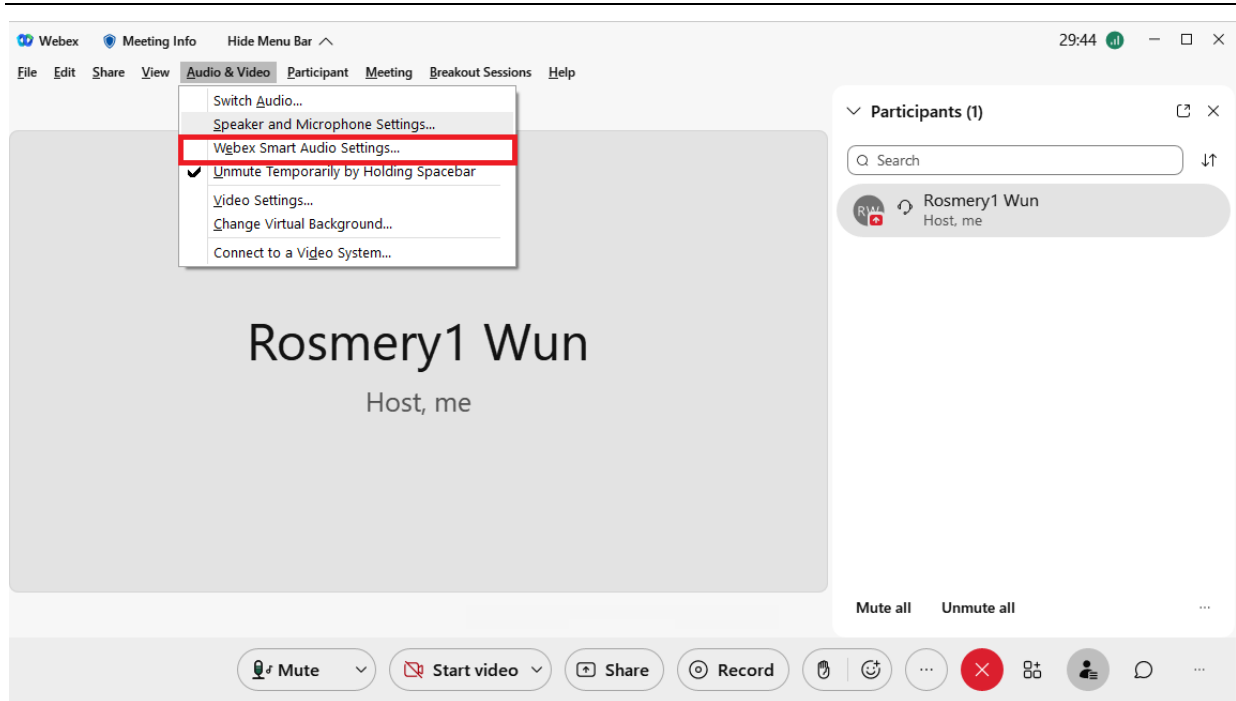 Webex Meeting Info Hide Menu Bar 29:44
File Edit Share View Audio & Video Participant Meeting Breakout Sessions Help
Switch Audio...
Speaker and Microphone Settings...
Webex Smart Audio Settings...
Unmute Temporarily by Holding Spacebar
Video Settings...
Change Virtual Background...
Connect to a Video System...
Rosmery1 Wun
Host, me
Participants (1)
Search
RW Rosmery1 Wun
Host, me
Mute all Unmute all ...
Mute Start video Share Record ... ...